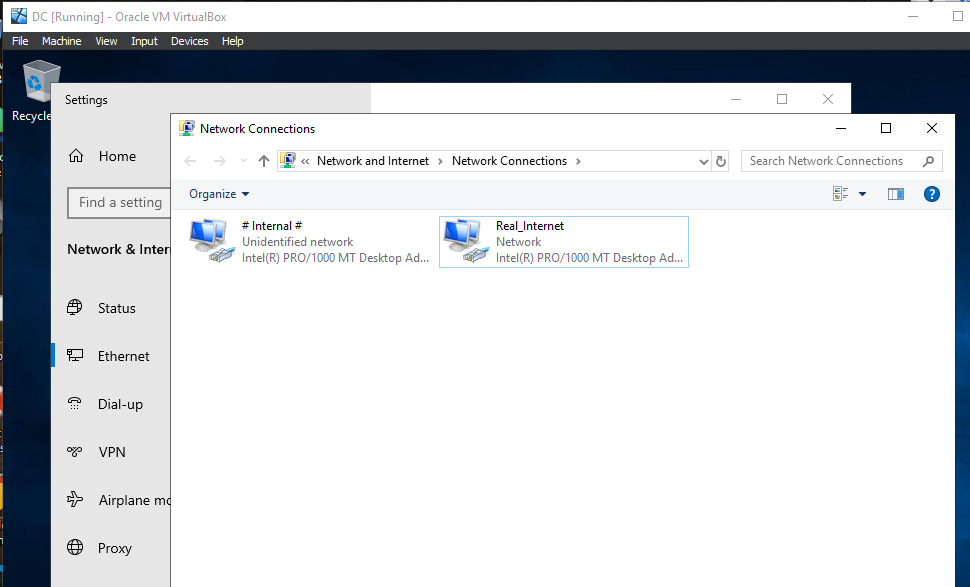 DC [Running] - Oracle VM VirtualBox
File Machine View Input Devices Help
Recycle
Settings
Network Connections
Home
« Network and Internet › Network Connections ›
Search Network Connections
Find a setting
Organize
# Internal #
Unidentified network
Intel(R) PRO/1000 MT Desktop Ad...
Real_Internet
Network
Intel(R) PRO/1000 MT Desktop Ad...
Network & Inter
Status
Ethernet
Dial-up
VPN
Airplane mo
Proxy